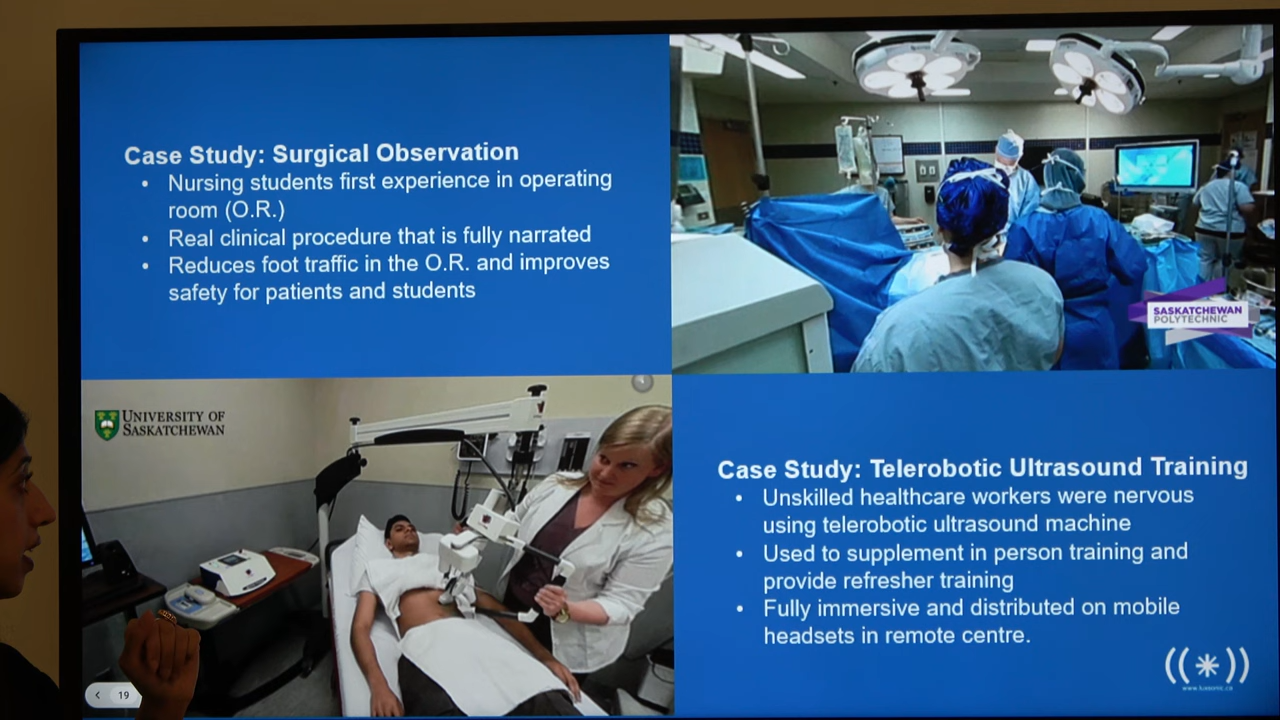 Case Study: Surgical Observation
• Nursing students first experience in operating
room (O.R.)
• Real clinical procedure that is fully narrated
• Reduces foot traffic in the O.R. and improves
safety for patients and students
SASKATCHEWAN
POLYTECHNIC
UNIVERSITY OF
SASKATCHEWAN
Case Study: Telerobotic Ultrasound Training
• Unskilled healthcare workers were nervous
using telerobotic ultrasound machine
• Used to supplement in person training and
provide refresher training
• Fully immersive and distributed on mobile
headsets in remote centre.
19